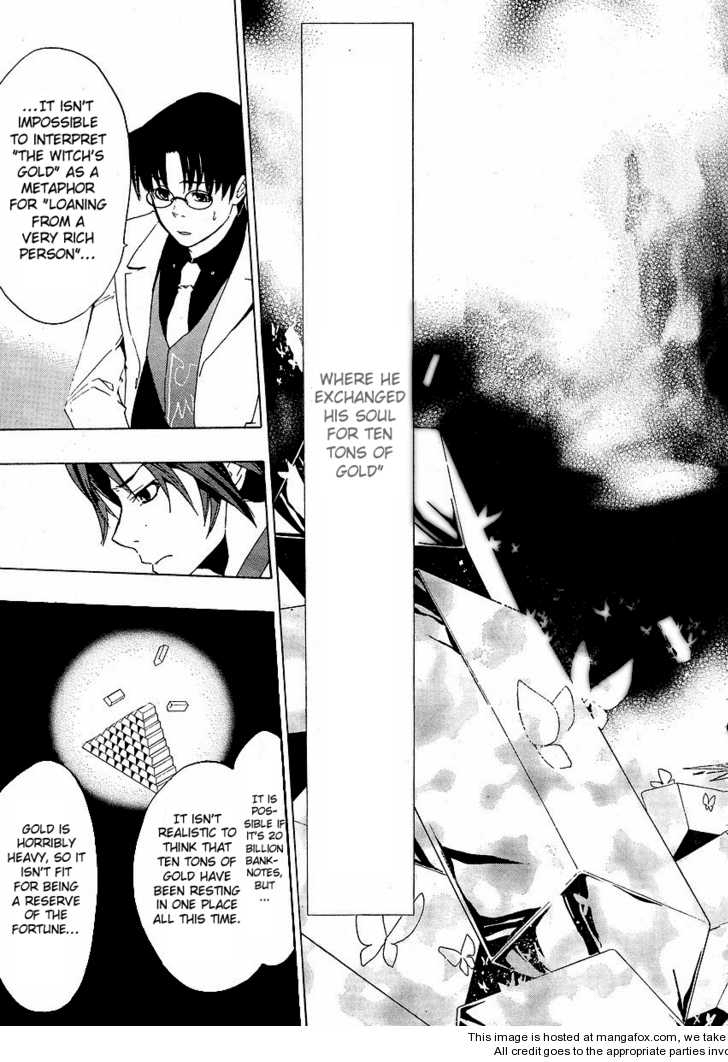 WHERE HE
EXCHANGED
HIS SOUL
FOR TEN
TONS OF
GOLD"
...IT ISN'T
IMPOSSIBLE
TO INTERPRET
"THE WITCH'S
GOLD" AS A
METAPHOR
FOR "LOANING
FROM A
VERY RICH
PERSON"...
IT IS
POS-
SIBLE IF
IT'S 20
BILLION
BANK-
NOTES,
BUT
...
IT ISN'T
REALISTIC TO
THINK THAT
TEN TONS OF
GOLD HAVE
BEEN RESTING
IN ONE PLACE
ALL THIS TIME.
GOLD IS
HORRIBLY
HEAVY, SO IT
ISN'T FIT
FOR BEING
A RESERVE
OF THE
FORTUNE...
This image is hosted at mangafox.com, we take
All credit goes to the appropriate parties inv